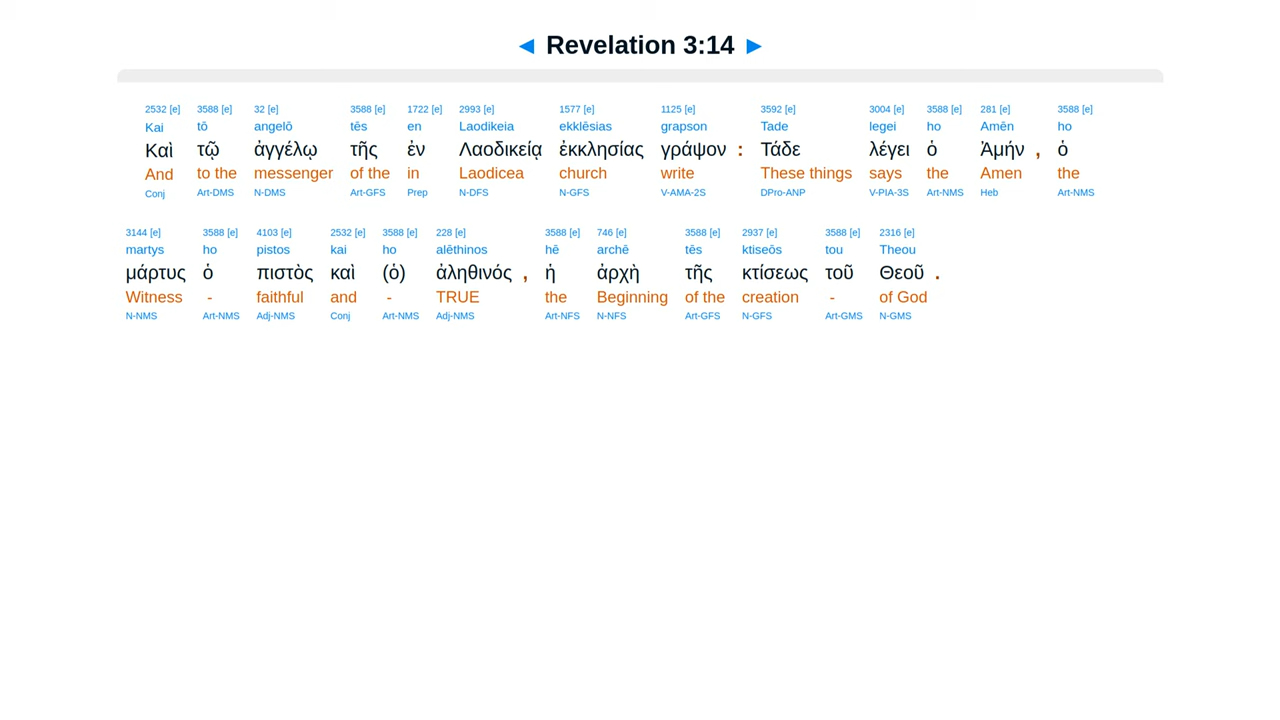 ◄ Revelation 3:14 ►
2532 [e] 3588 [e] 32 [e] 3588 [e] 1722 [e] 2993 [e] 1577 [e] 1125 [e] 3592 [e] 3004 [e] 3588 [e] 281 [e] 3588 [e]
Kai tō angelō tēs en Laodikeia ekklēsias grapson Tade legei ho Amēn ho
Καὶ τῷ ἀγγέλῳ τῆς ἐν Λαοδικείᾳ ἐκκλησίας γράψον : Τάδε λέγει ὁ Ἀμήν , ὁ
And to the messenger of the in Laodicea church write These things says the Amen the
Conj Art-DMS N-DMS Art-GFS Prep N-DFS N-GFS V-AMA-2S DPro-ANP V-PIA-3S Art-NMS Heb Art-NMS
3144 [e] 3588 [e] 4103 [e] 2532 [e] 3588 [e] 228 [e] 3588 [e] 746 [e] 3588 [e] 2937 [e] 3588 [e] 2316 [e]
martys ho pistos kai ho alēthinos hē archē tēs ktiseōs tou Theou
μάρτυς ὁ πιστὸς καὶ (ὁ) ἀληθινός , ἡ ἀρχὴ τῆς κτίσεως τοῦ Θεοῦ .
Witness - faithful and - TRUE the Beginning of the creation - of God
N-NMS Art-NMS Adj-NMS Conj Art-NMS Adj-NMS Art-NFS N-NFS Art-GFS N-GFS Art-GMS N-GMS